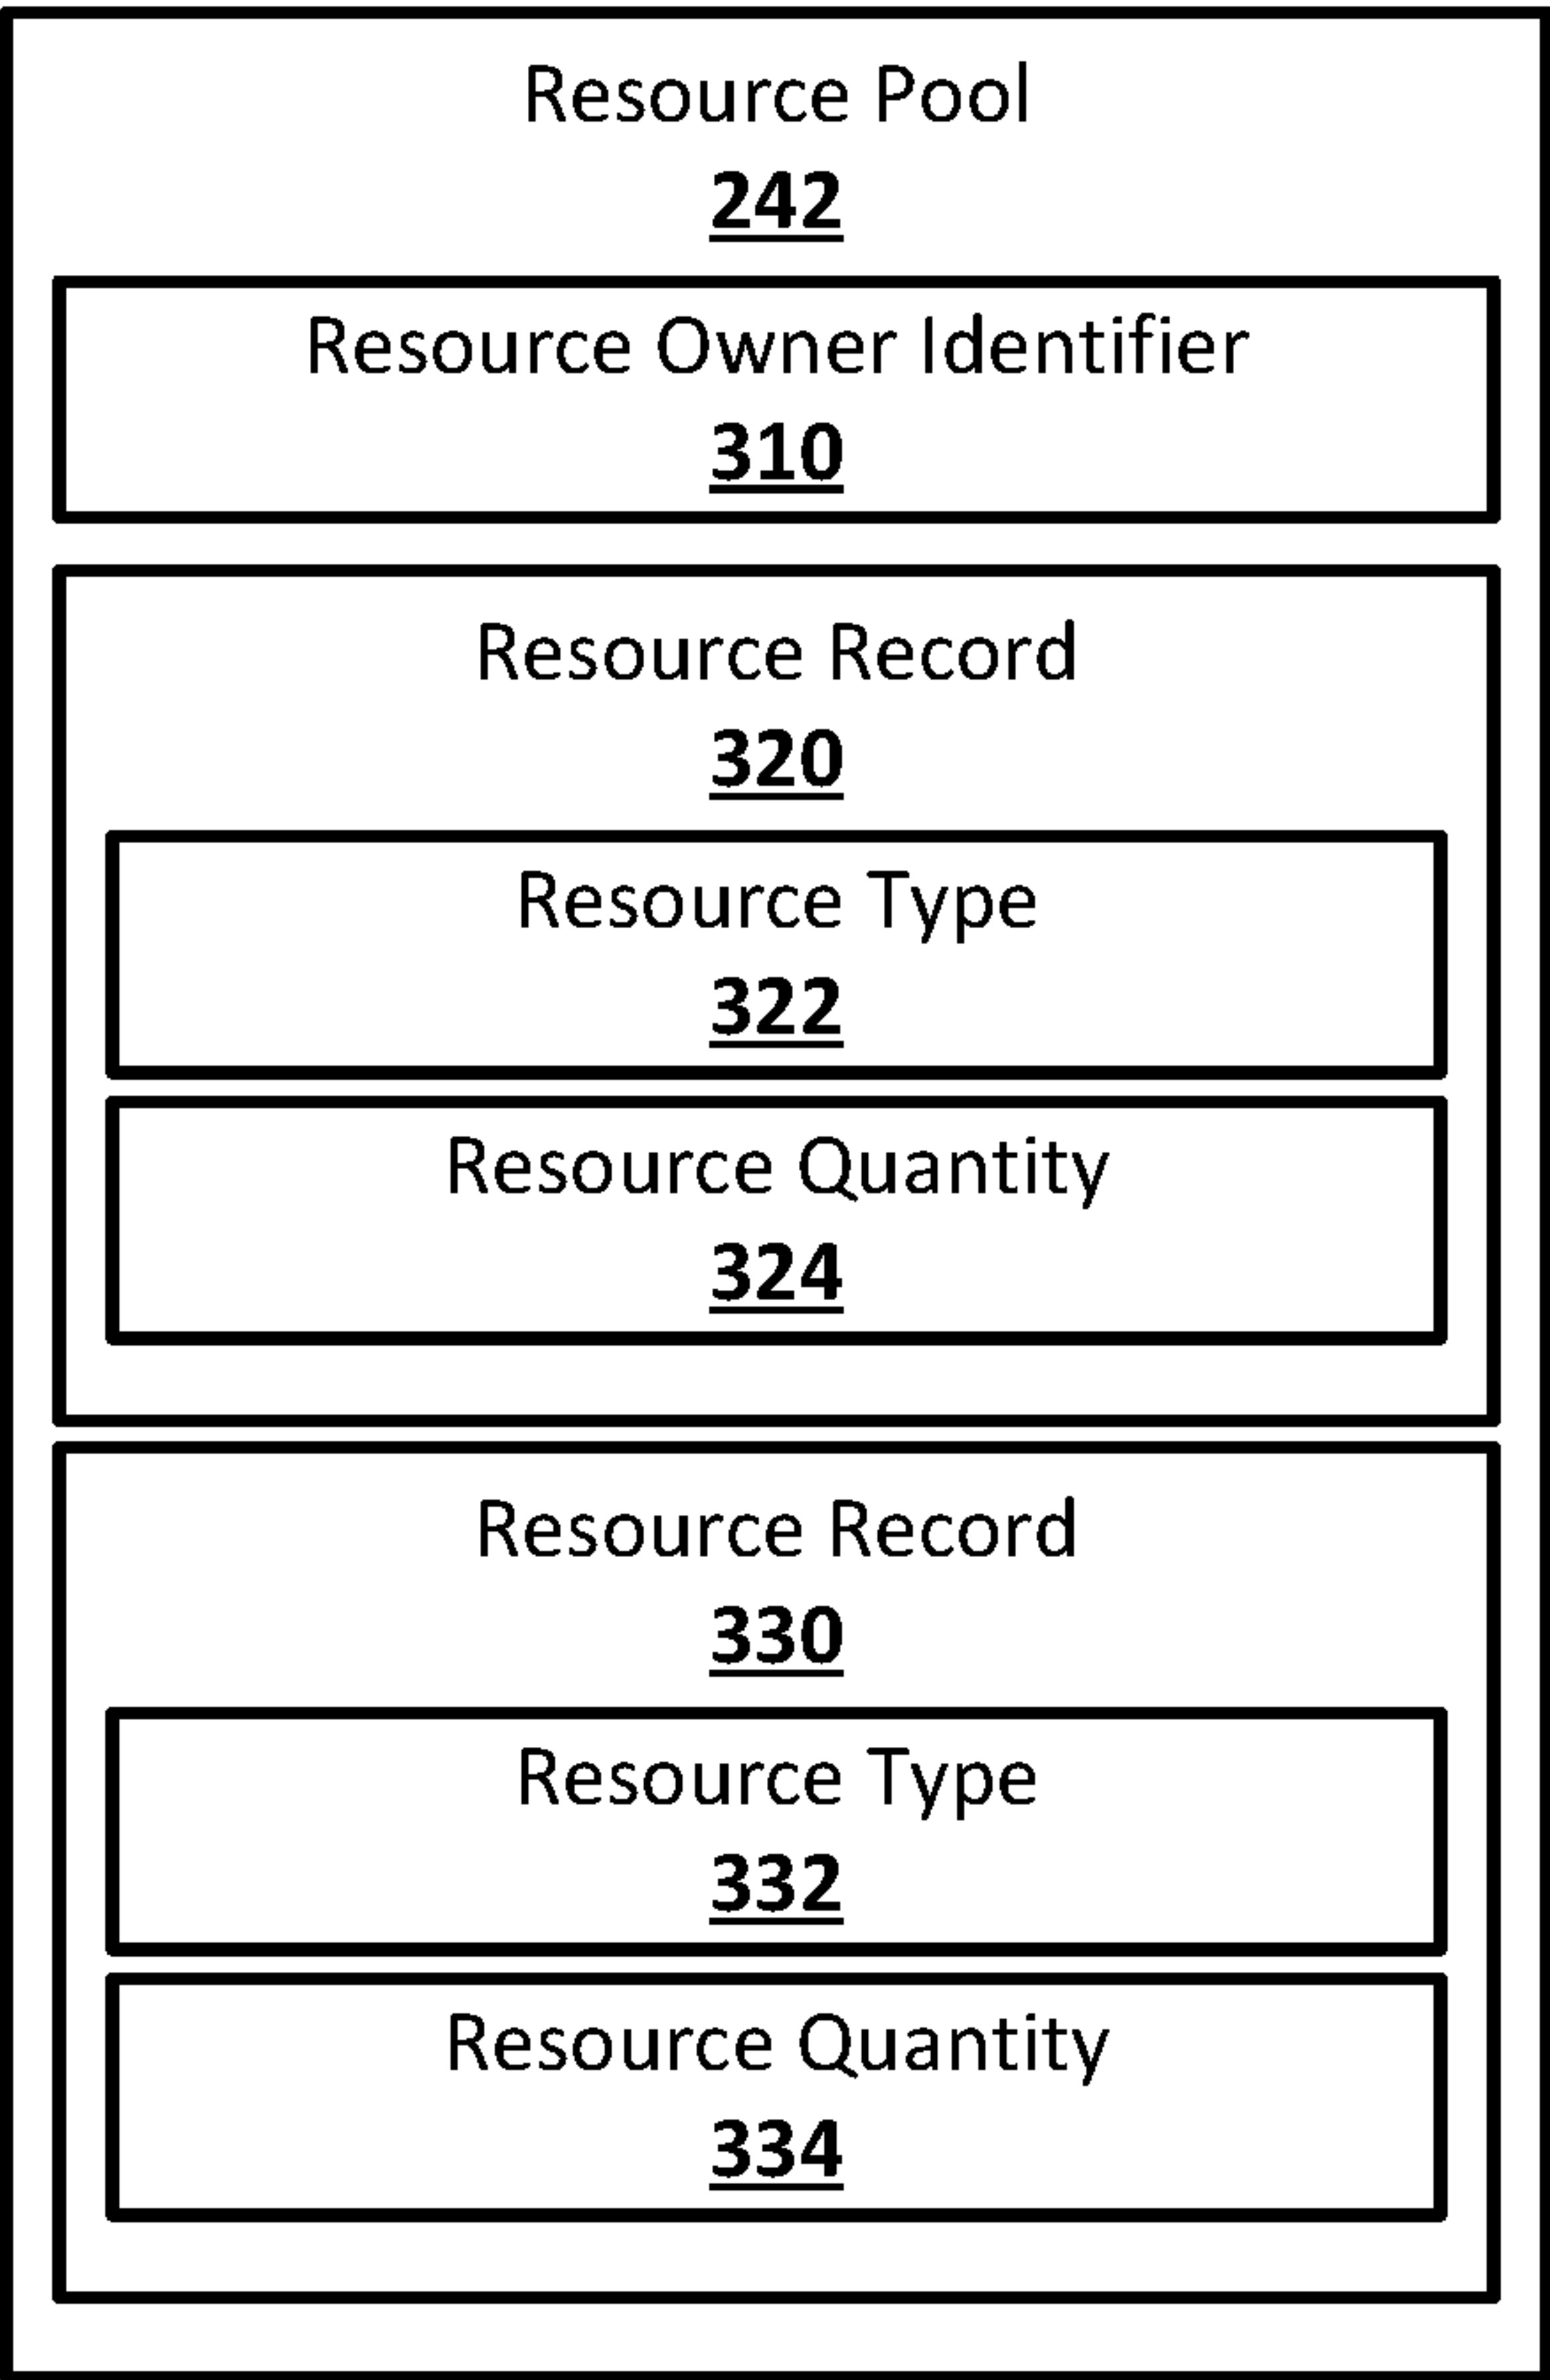 Resource Pool
242
Resource Owner Identifier
310
Resource Record
320
Resource Type
322
Resource Quantity
324
Resource Record
330
Resource Type
332
Resource Quantity
334